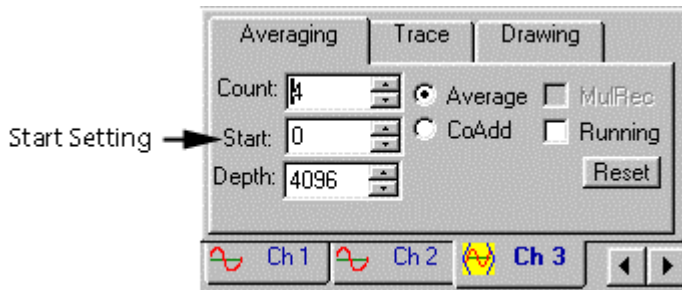 Averaging Trace Drawing
Count: 4 Average MulRec
Start Setting Start: 0 CoAdd Running
Depth: 4096 Reset
Ch 1 Ch 2 Ch 3